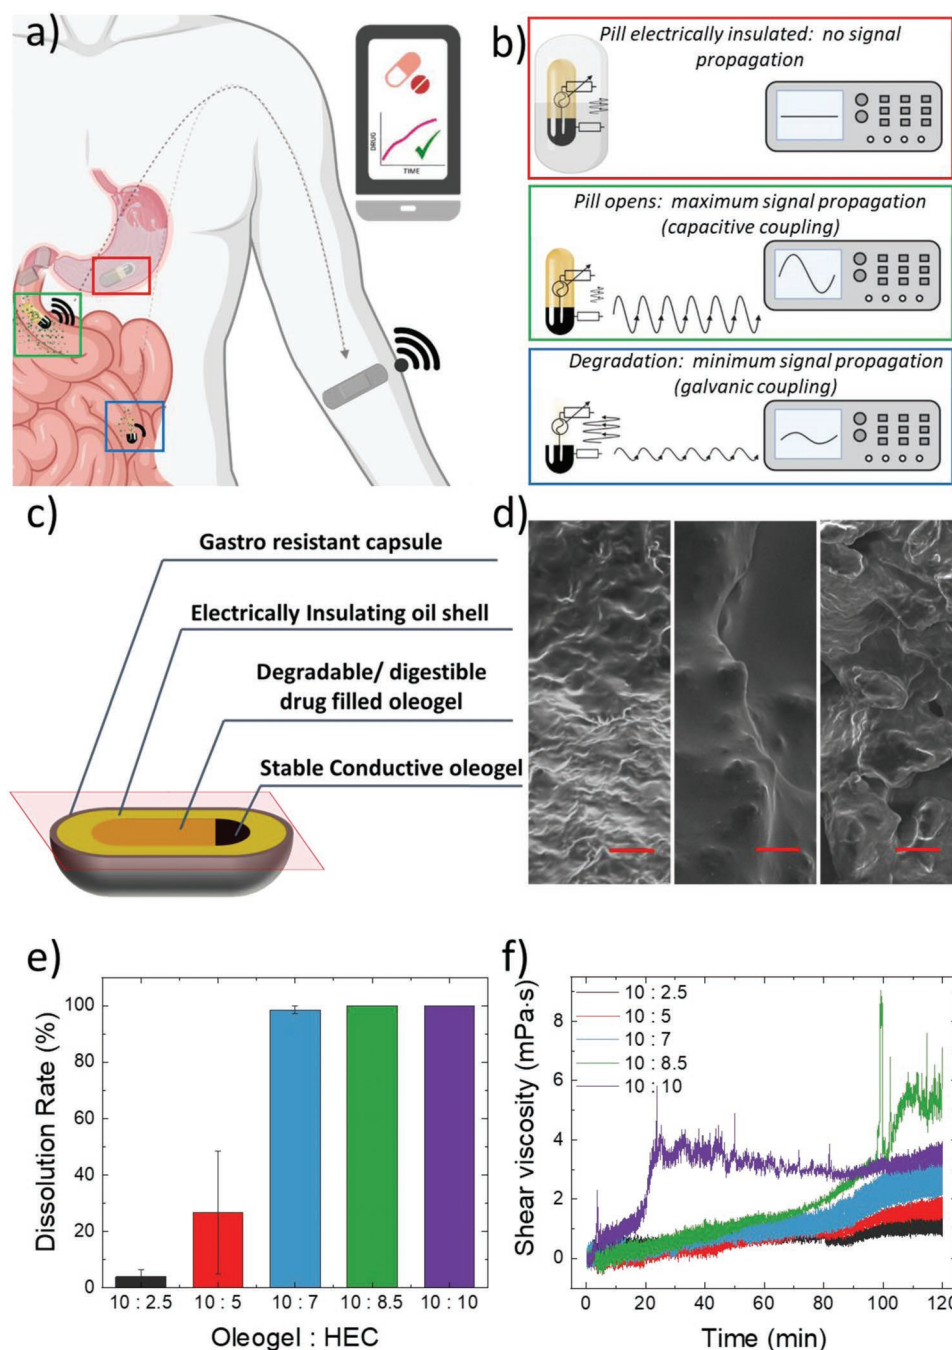 a)
DRUG
TIME
b)
Pill electrically insulated: no signal
propagation
Pill opens: maximum signal propagation
(capacitive coupling)
Degradation: minimum signal propagation
(galvanic coupling)
c)
Gastro resistant capsule
Electrically Insulating oil shell
Degradable/ digestible
drug filled oleogel
Stable Conductive oleogel
d)
e)
Dissolution Rate (%)
100
80
60
40
20
0
10 : 2.5
10 : 5
10 : 7
10 : 8.5
10 : 10
Oleogel : HEC
f)
Shear viscosity (mPa·s)
8
6
4
2
0
10 : 2.5
10 : 5
10 : 7
10 : 8.5
10 : 10
0
20
40
60
80
100
120
Time (min)